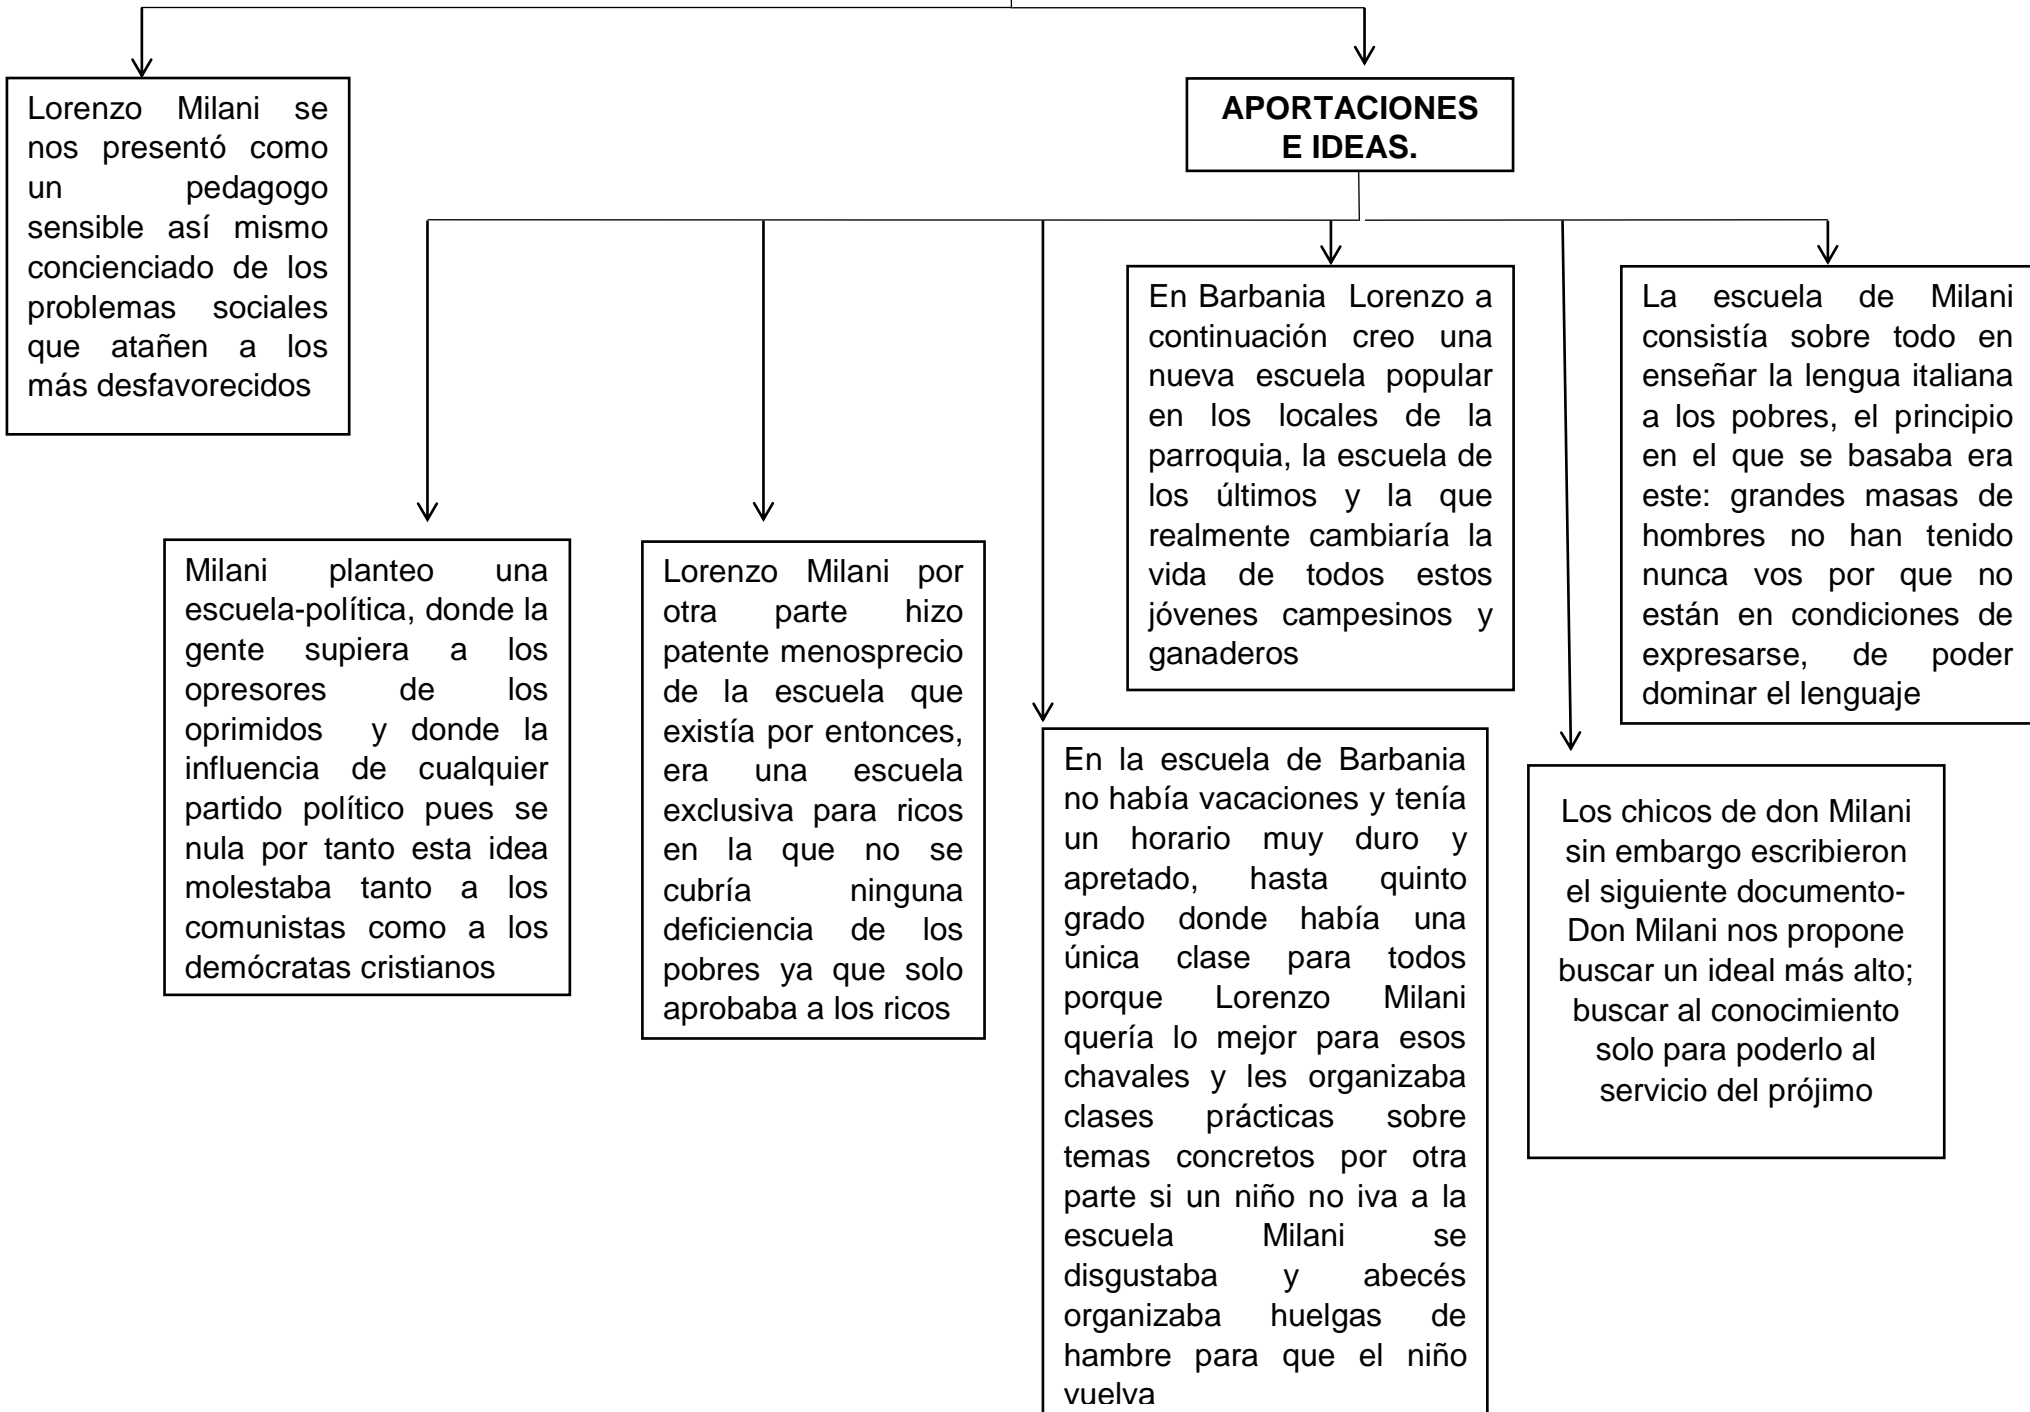 Lorenzo Milani se
nos presentó como
un pedagogo
sensible así mismo
concienciado de los
problemas sociales
que atañen a los
más desfavorecidos
APORTACIONES
E IDEAS.
Milani planteo una
escuela-política, donde la
gente supiera a los
opresores de los
oprimidos y donde la
influencia de cualquier
partido político pues se
nula por tanto esta idea
molestaba tanto a los
comunistas como a los
demócratas cristianos
Lorenzo Milani por
otra parte hizo
patente menosprecio
de la escuela que
existía por entonces,
era una escuela
exclusiva para ricos
en la que no se
cubría ninguna
deficiencia de los
pobres ya que solo
aprobaba a los ricos
En la escuela de Barbania
no había vacaciones y tenía
un horario muy duro y
apretado, hasta quinto
grado donde había una
única clase para todos
porque Lorenzo Milani
quería lo mejor para esos
chavales y les organizaba
clases prácticas sobre
temas concretos por otra
parte si un niño no iva a la
escuela Milani se
disgustaba y abecés
organizaba huelgas de
hambre para que el niño
vuelva
En Barbania Lorenzo a
continuación creo una
nueva escuela popular
en los locales de la
parroquia, la escuela de
los últimos y la que
realmente cambiaría la
vida de todos estos
jóvenes campesinos y
ganaderos
Los chicos de don Milani
sin embargo escribieron
el siguiente documento-
Don Milani nos propone
buscar un ideal más alto;
buscar al conocimiento
solo para poderlo al
servicio del prójimo
La escuela de Milani
consistía sobre todo en
enseñar la lengua italiana
a los pobres, el principio
en el que se basaba era
este: grandes masas de
hombres no han tenido
nunca vos por que no
están en condiciones de
expresarse, de poder
dominar el lenguaje